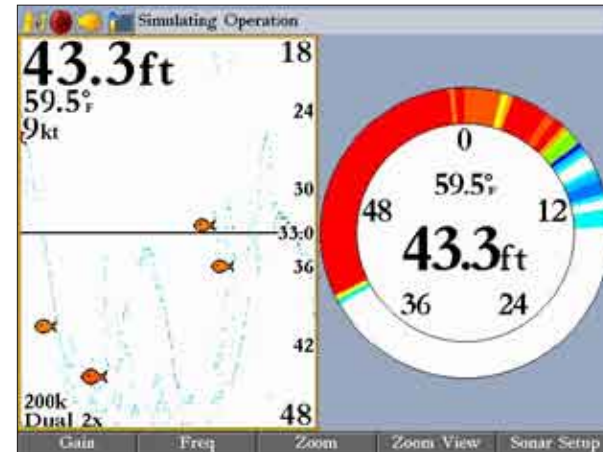 Simulating Operation
43.3ft
59.5°F
9kt
18
24
30
33.0
36
42
48
200k
Dual 2x
0
59.5°F
48
12
43.3ft
36
24
Gain
Freq
Zoom
Zoom View
Sonar Setup